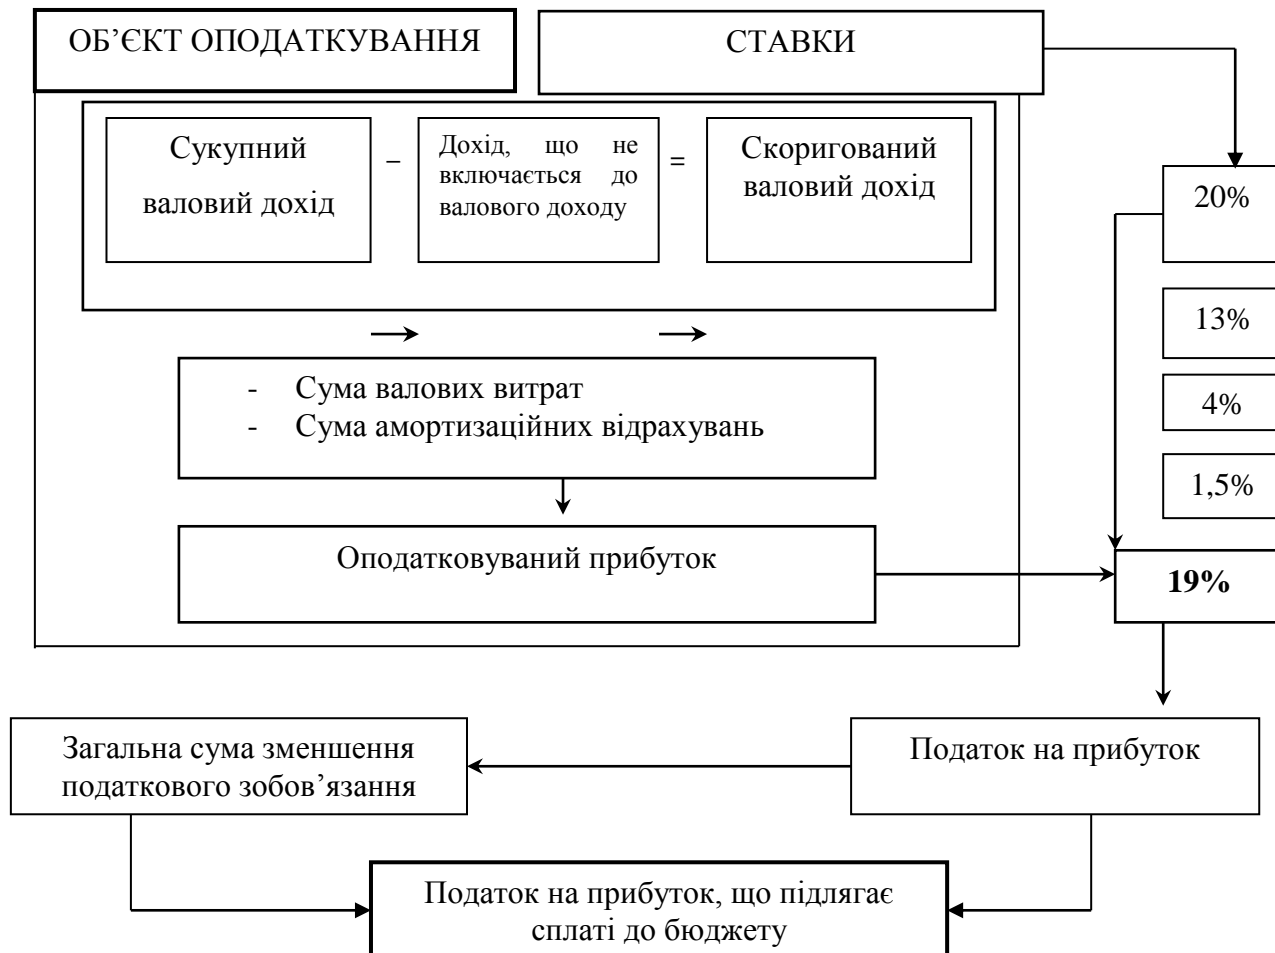 ОБ’ЄКТ ОПОДАТКУВАННЯ
СТАВКИ
Сукупний
валовий дохід
–
Дохід, що не
включається до
валового доходу
=
Скоригований
валовий дохід
20%
13%
4%
1,5%
- Сума валових витрат
- Сума амортизаційних відрахувань
Оподатковуваний прибуток
19%
Загальна сума зменшення
податкового зобов’язання
Податок на прибуток
Податок на прибуток, що підлягає
сплаті до бюджету